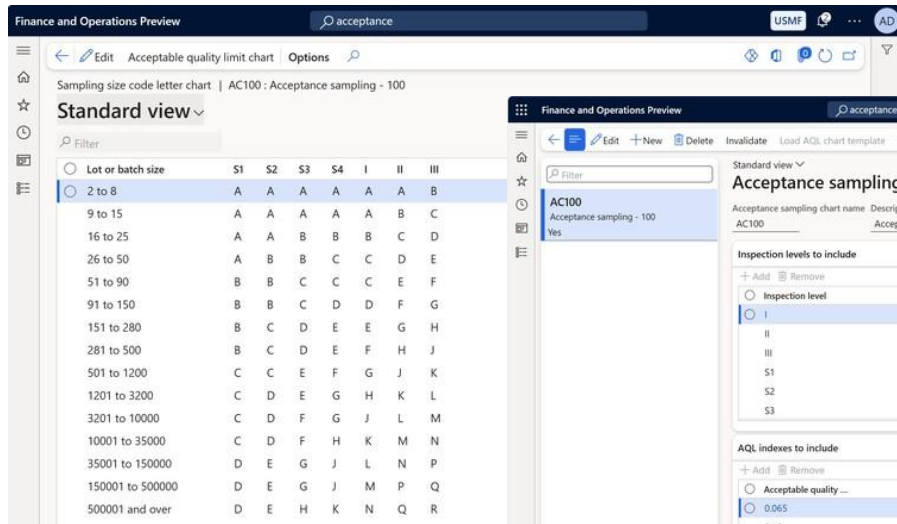 Finance and Operations Preview
acceptance
USMF
AD
Edit Acceptable quality limit chart Options
0
Sampling size code letter chart | AC100 : Acceptance sampling - 100
Standard view
Filter
Lot or batch size S1 S2 S3 S4 I II III
2 to 8 A A A A A A B
9 to 15 A A A A A B C
16 to 25 A A B B B C D
26 to 50 A B B C C D E
51 to 90 B B C C C E F
91 to 150 B B C D D F G
151 to 280 B C D E E G H
281 to 500 B C D E F H J
501 to 1200 C C E F G J K
1201 to 3200 C D E G H K L
3201 to 10000 C D F G J L M
10001 to 35000 C D F H K M N
35001 to 150000 D E G J L N P
150001 to 500000 D E G J M P Q
500001 and over D E H K N Q R
Finance and Operations Preview
acceptance
Edit New Delete Invalidate Load AQL chart template
Filter
AC100
Acceptance sampling - 100
Yes
Standard view
Acceptance sampling
Acceptance sampling chart name Descrip
AC100 Accep
Inspection levels to include
Add Remove
Inspection level
I
II
III
S1
S2
S3
AQL indexes to include
Add Remove
Acceptable quality ...
0.065